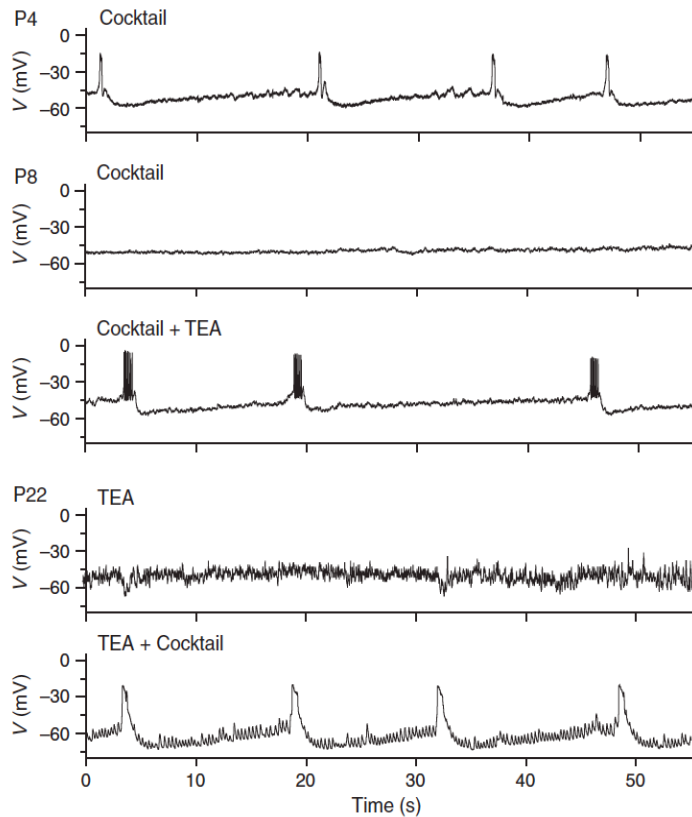 P4 Cocktail
0
−30
−60
V (mV)
P8 Cocktail
0
−30
−60
V (mV)
Cocktail + TEA
0
−30
−60
V (mV)
P22 TEA
0
−30
−60
V (mV)
TEA + Cocktail
0
−30
−60
V (mV)
0 10 20 30 40 50
Time (s)